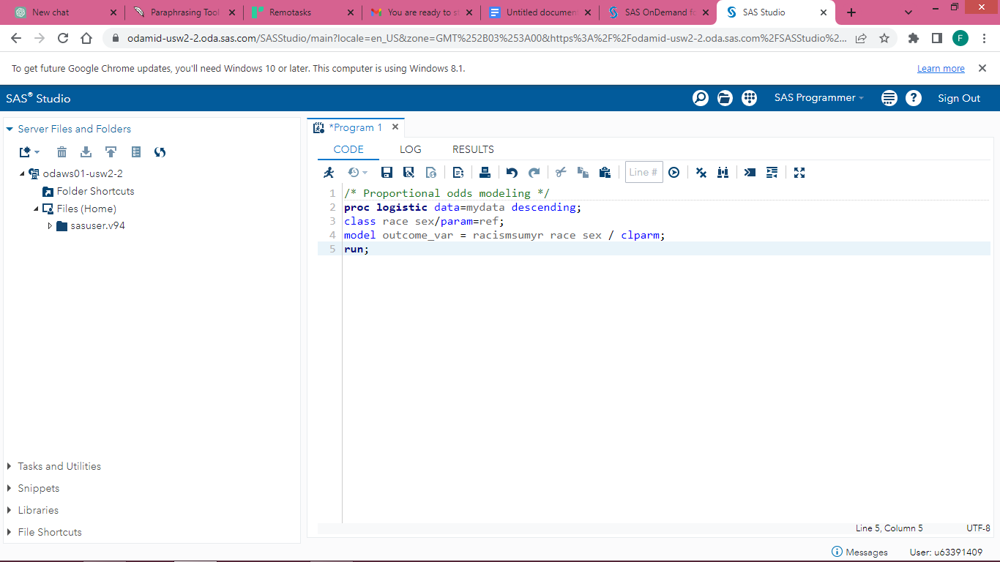 New chat
Paraphrasing Tool
Remotasks
You are ready to st
Untitled document
SAS OnDemand fo
SAS Studio
odamid-usw2-2.oda.sas.com/SASStudio/main?locale=en_US&zone=GMT%252B03%253A00&https%3A%2F%2Fodamid-usw2-2.oda.sas.com%2FSASStudio%2...
F
To get future Google Chrome updates, you'll need Windows 10 or later. This computer is using Windows 8.1.
Learn more
SAS® Studio
SAS Programmer
Sign Out
Server Files and Folders
odaws01-usw2-2
Folder Shortcuts
Files (Home)
sasuser.v94
Tasks and Utilities
Snippets
Libraries
File Shortcuts
*Program 1
CODE LOG RESULTS
Line #
1 /* Proportional odds modeling */
2 proc logistic data=mydata descending;
3 class race sex/param=ref;
4 model outcome_var = racismsumyr race sex / clparm;
5 run;
Line 5, Column 5
UTF-8
Messages
User: u63391409